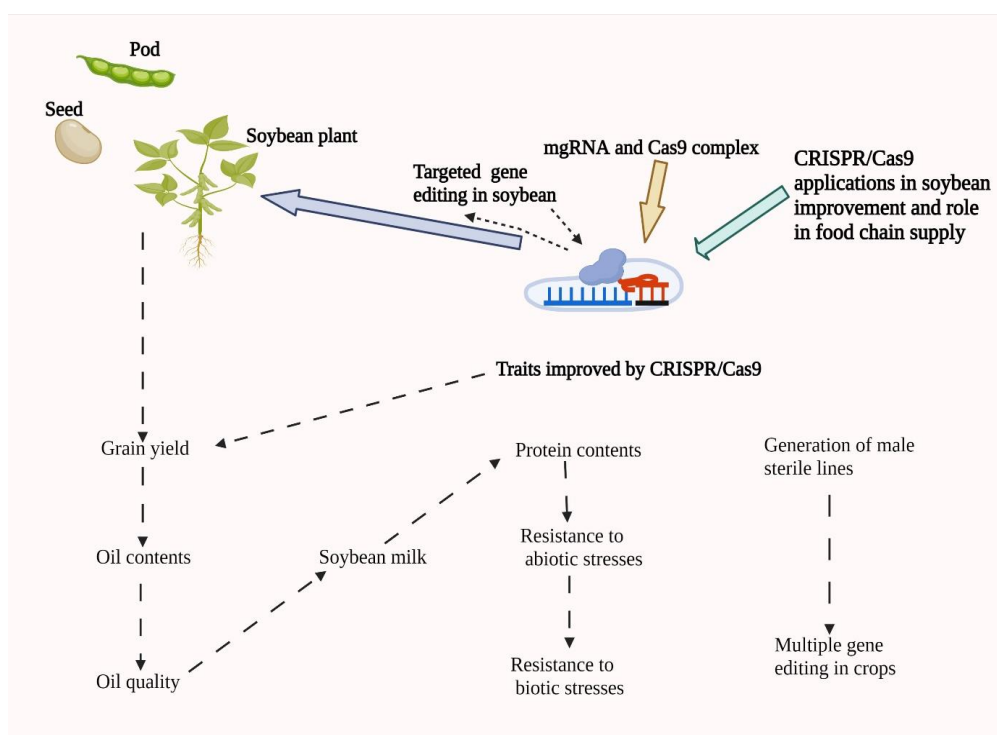 Pod
Seed
Soybean plant
Targeted gene
editing in soybean
mgRNA and Cas9 complex
CRISPR/Cas9
applications in soybean
improvement and role
in food chain supply
Traits improved by CRISPR/Cas9
Grain yield
Oil contents
Oil quality
Soybean milk
Protein contents
Resistance to
abiotic stresses
Resistance to
biotic stresses
Generation of male
sterile lines
Multiple gene
editing in crops